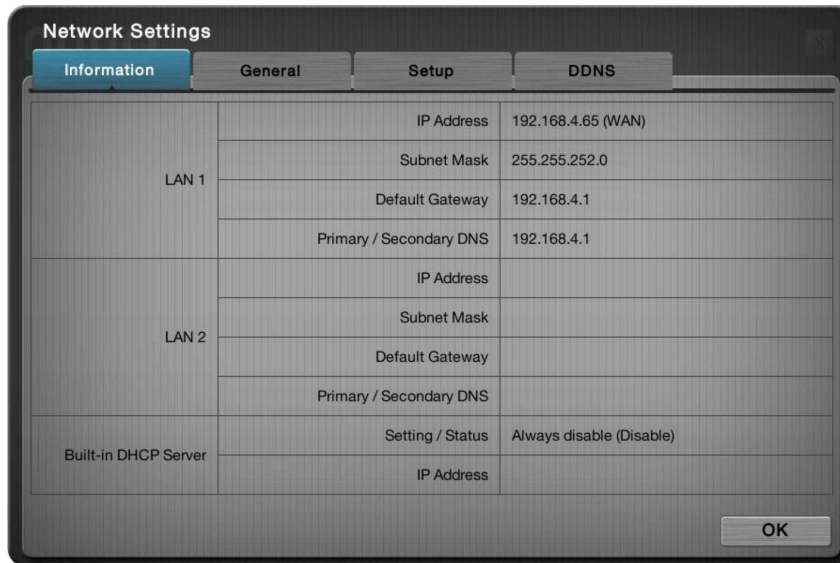 Network Settings
Information General Setup DDNS
LAN 1
IP Address 192.168.4.65 (WAN)
Subnet Mask 255.255.252.0
Default Gateway 192.168.4.1
Primary / Secondary DNS 192.168.4.1
LAN 2
IP Address
Subnet Mask
Default Gateway
Primary / Secondary DNS
Built-in DHCP Server
Setting / Status Always disable (Disable)
IP Address
OK